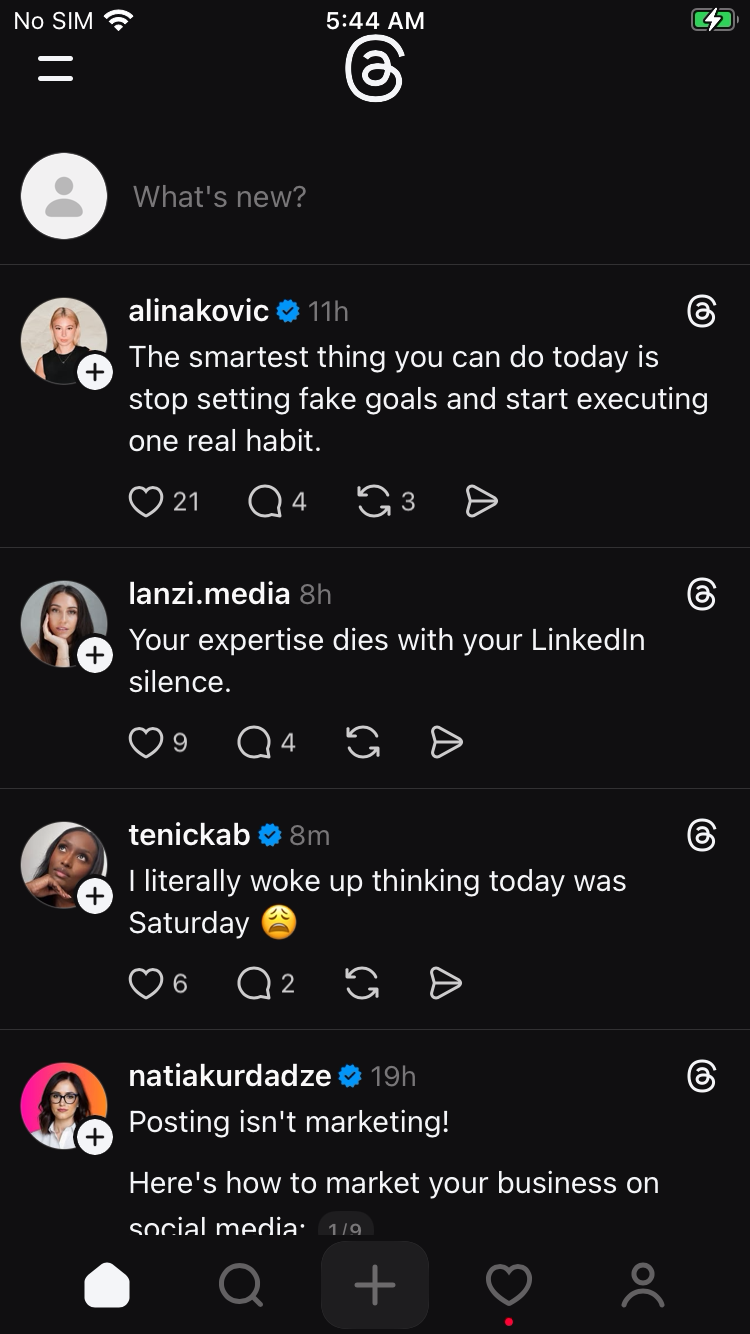 No SIM 5:44 AM
What's new?
alinakovic 11h
The smartest thing you can do today is
stop setting fake goals and start executing
one real habit.
21 4 3
lanzi.media 8h
Your expertise dies with your LinkedIn
silence.
9 4
tenickab 8m
I literally woke up thinking today was
Saturday 😩
6 2
natiakurdadze 19h
Posting isn't marketing!
Here's how to market your business on
social media: 1/9